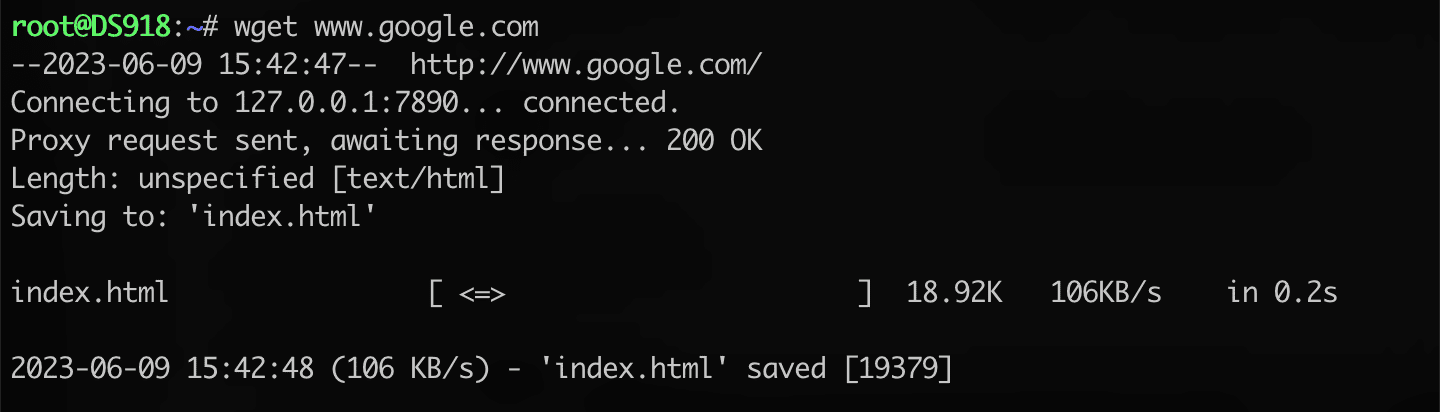 root@DS918:~# wget www.google.com
--2023-06-09 15:42:47--  http://www.google.com/
Connecting to 127.0.0.1:7890... connected.
Proxy request sent, awaiting response... 200 OK
Length: unspecified [text/html]
Saving to: 'index.html'

index.html                [ <=>                      ]  18.92K   106KB/s    in 0.2s

2023-06-09 15:42:48 (106 KB/s) - 'index.html' saved [19379]